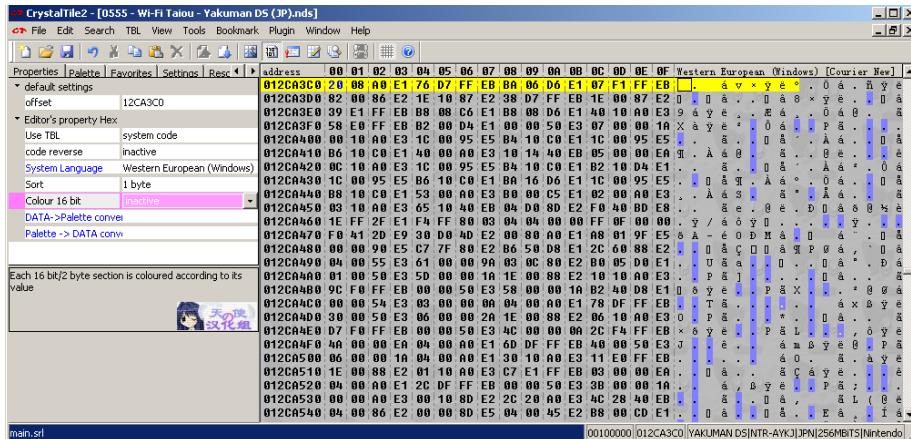 CrystalTile2 - [0555 - Wi-Fi Taiou - Yakuman DS (JP).nds]
File Edit Search TBL View Tools Bookmark Plugin Window Help
Properties Palette Favorites Settings Resc
default settings
offset 12CA3C0
Editor's property Hex
Use TBL system code
code reverse inactive
System Language Western European (Windows)
Sort 1 byte
Colour 16 bit inactive
DATA->Palette conver
Palette -> DATA conv
Each 16 bit/2 byte section is coloured according to its
value
天の使
汉化组
address 00 01 02 03 04 05 06 07 08 09 0A 0B 0C 0D 0E 0F Western European (Windows) [Courier New]
012CA3C0 20 08 A0 E1 76 D7 FF EB BA 06 D6 E1 07 F1 FF EB
012CA3D0 82 00 86 E2 1E 10 87 E2 38 D7 FF EB 1E 00 87 E2
012CA3E0 39 E1 FF EB B8 08 C6 E1 B8 08 D6 E1 40 10 A0 E3
012CA3F0 58 E0 FF EB B2 00 D4 E1 00 00 50 E3 07 00 00 1A
012CA400 00 10 A0 E3 1C 00 95 E5 B4 10 C0 E1 1C 00 95 E5
012CA410 B6 10 C0 E1 40 00 A0 E3 10 14 40 EB 05 00 00 EA
012CA420 0C 10 A0 E3 1C 00 95 E5 B4 10 C0 E1 B2 10 D4 E1
012CA430 1C 00 95 E5 B6 10 C0 E1 BA 16 D6 E1 1C 00 95 E5
012CA440 B8 10 C0 E1 53 00 A0 E3 B0 00 C5 E1 02 00 A0 E3
012CA450 03 10 A0 E3 65 10 40 EB 04 D0 8D E2 F0 40 BD E8
012CA460 1E FF 2F E1 F4 FF 80 03 04 04 00 00 FF 0F 00 00
012CA470 F0 41 2D E9 30 D0 4D E2 00 80 A0 E1 A8 01 9F E5
012CA480 00 00 90 E5 C7 7F 80 E2 B6 50 D8 E1 2C 60 88 E2
012CA490 04 00 55 E3 61 00 00 9A 03 0C 80 E2 B0 05 D0 E1
012CA4A0 01 00 50 E3 5D 00 00 1A 1E 00 88 E2 10 10 A0 E3
012CA4B0 9C F0 FF EB 00 00 50 E3 58 00 00 1A B2 40 D8 E1
012CA4C0 00 00 54 E3 03 00 00 0A 04 00 A0 E1 78 DF FF EB
012CA4D0 30 00 50 E3 06 00 00 2A 1E 00 88 E2 06 10 A0 E3
012CA4E0 D7 F0 FF EB 00 00 50 E3 4C 00 00 0A 2C F4 FF EB
012CA4F0 4A 00 00 EA 04 00 A0 E1 6D DF FF EB 40 00 50 E3
012CA500 06 00 00 1A 04 00 A0 E1 30 10 A0 E3 11 E0 FF EB
012CA510 1E 00 88 E2 01 10 A0 E3 C7 E1 FF EB 03 00 00 EA
012CA520 04 00 A0 E1 2C DF FF EB 00 00 50 E3 3B 00 00 1A
012CA530 00 00 A0 E3 00 10 8D E2 2C 20 A0 E3 4C 28 40 EB
012CA540 04 00 86 E2 00 00 8D E5 04 00 45 E2 B8 00 CD E1
main.srl 00100000 012CA3C0 YAKUMAN DS|NTR-AYKJ|JPN|256MBiTS|Nintendo